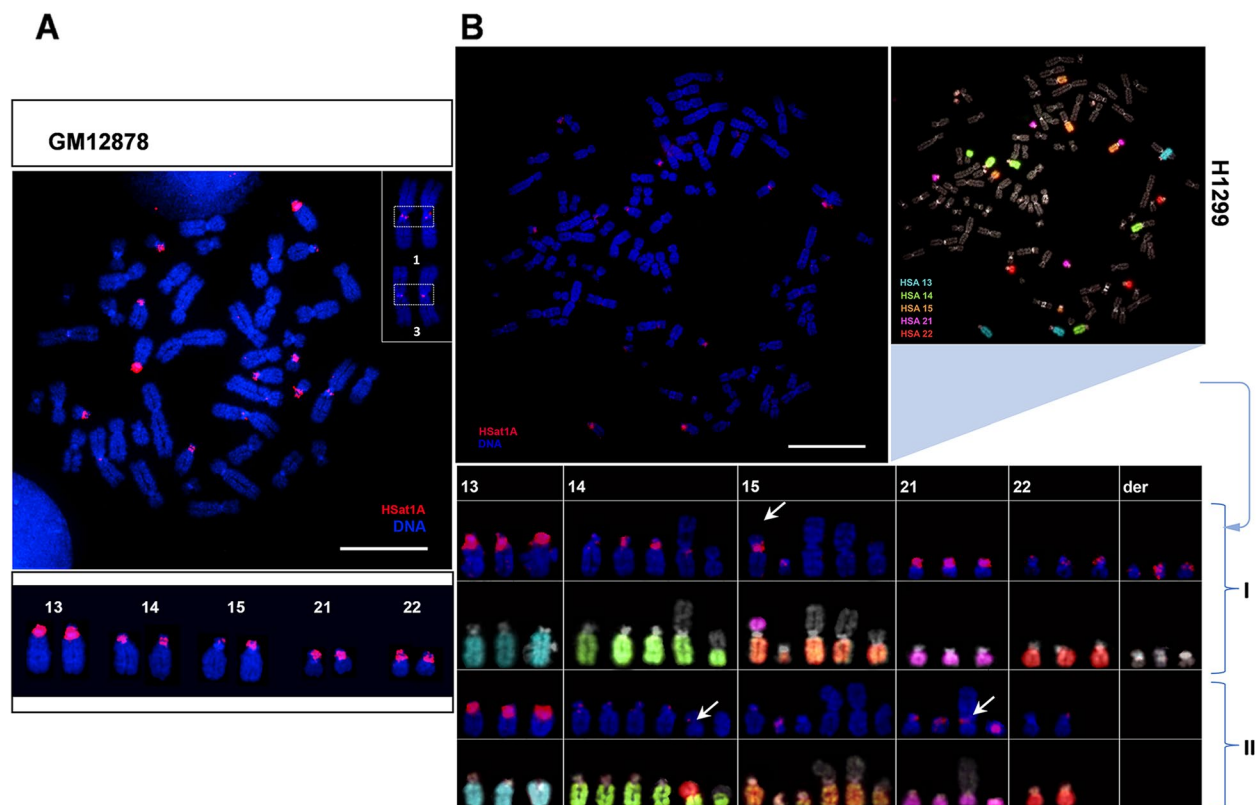 A
B
GM12878
1
3
HSat1A
DNA
13 14 15 21 22
HSat1A
DNA
HSA 13
HSA 14
HSA 15
HSA 21
HSA 22
H1299
13 14 15 21 22 der
I
II